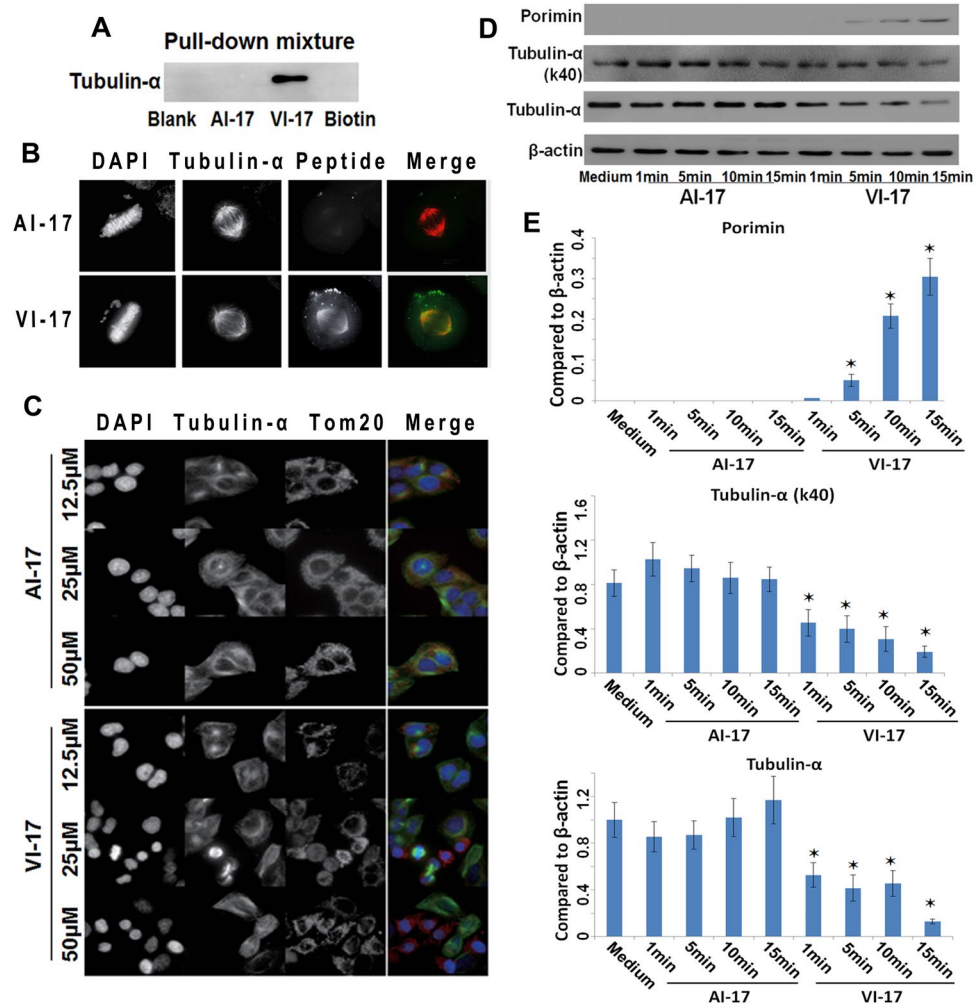 A
Pull-down mixture
Tubulin-α
Blank AI-17 VI-17 Biotin
B
DAPI Tubulin-α Peptide Merge
AI-17
VI-17
C
DAPI Tubulin-α Tom20 Merge
AI-17
12.5µM
25µM
50µM
VI-17
12.5µM
25µM
50µM
D
Porimin
Tubulin-α
(k40)
Tubulin-α
β-actin
Medium 1min 5min 10min 15min 1min 5min 10min 15min
AI-17 VI-17
E
Porimin
Compared to β-actin
0.4
0.3
0.2
0.1
0
* * *
Medium 1min 5min 10min 15min 1min 5min 10min 15min
AI-17 VI-17
Tubulin-α (k40)
Compared to β-actin
1.6
1.2
0.8
0.4
0
* * * *
Medium 1min 5min 10min 15min 1min 5min 10min 15min
AI-17 VI-17
Tubulin-α
Compared to β-actin
1.2
0.8
0.4
0
* * * *
Medium 1min 5min 10min 15min 1min 5min 10min 15min
AI-17 VI-17